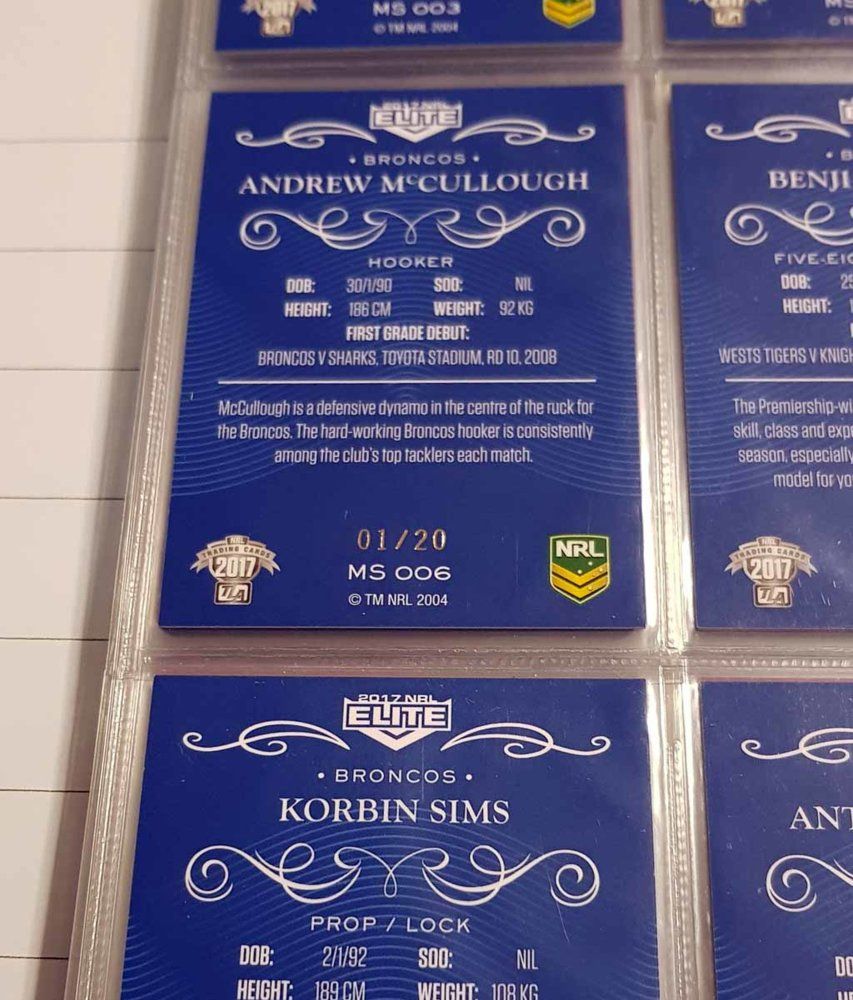 2017
TLA
MS 003
© TM NRL 2004
2017 NRL
ELITE
• BRONCOS •
ANDREW McCULLOUGH
HOOKER
DOB: 30/1/90 SOO: NIL
HEIGHT: 186 CM WEIGHT: 92 KG
FIRST GRADE DEBUT:
BRONCOS V SHARKS, TOYOTA STADIUM, RD 10, 2008
McCullough is a defensive dynamo in the centre of the ruck for
the Broncos. The hard-working Broncos hooker is consistently
among the club's top tacklers each match.
01/20
MS 006
© TM NRL 2004
NRL
TRADING CARDS
2017
TLA
NRL
BENJI
FIVE-EIG
DOB: 25
HEIGHT:
WESTS TIGERS V KNIGH
The Premiership-wi
skill, class and expe
season, especially
model for yo
NRL
TRADING CARDS
2017
TLA
2017 NRL
ELITE
• BRONCOS •
KORBIN SIMS
PROP / LOCK
DOB: 2/1/92 SOO: NIL
HEIGHT: 189 CM WEIGHT: 108 KG
ANT
DO